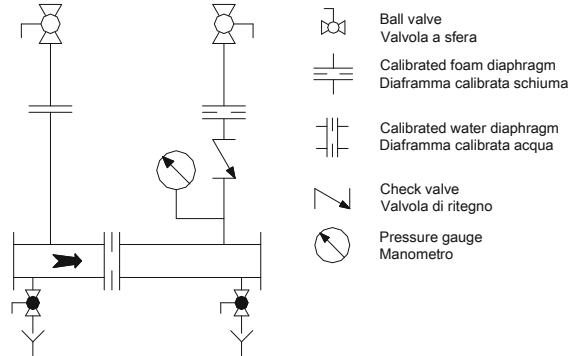 Ball valve
Valvola a sfera
Calibrated foam diaphragm
Diaframma calibrata schiuma
Calibrated water diaphragm
Diaframma calibrata acqua
Check valve
Valvola di ritegno
Pressure gauge
Manometro